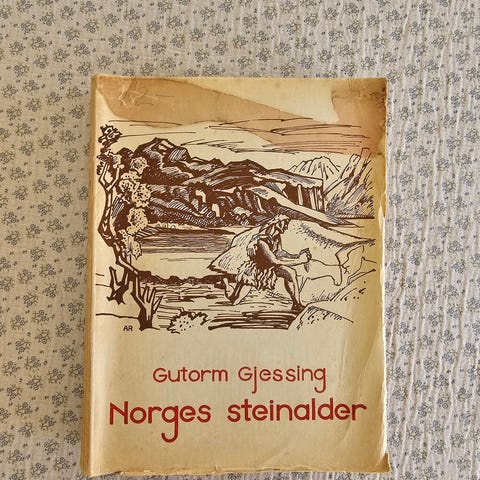 AR
Gutorm Gjessing
Norges steinalder